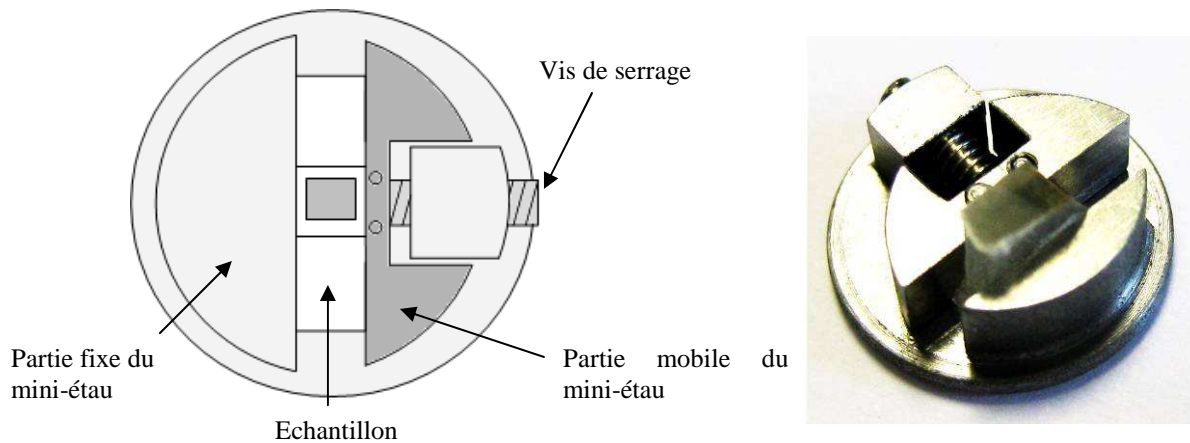 Vis de serrage
Partie fixe du
mini-étau
Partie mobile du
mini-étau
Echantillon